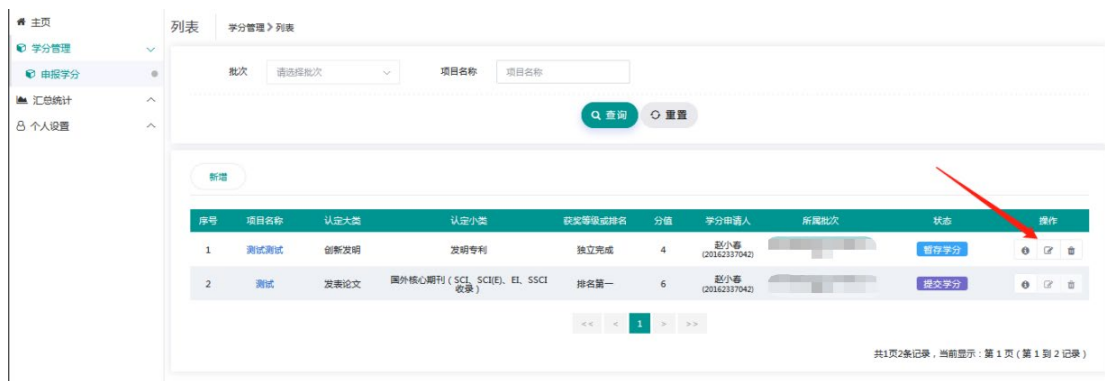 主页
学分管理
申报学分
汇总统计
个人设置
列表 学分管理 > 列表
批次 请选择批次 项目名称 项目名称
查询 重置
新增
序号 项目名称 认定大类 认定小类 获奖等级或排名 分值 学分申请人 所属批次 状态 操作
1 测试测试 创新发明 发明专利 独立完成 4 赵小春 暂存学分
(20162337042)
2 测试 发表论文 国外核心期刊（SCI、SCI(E)、EI、SSCI 排名第一 6 赵小春 提交学分
收录） (20162337042)
<< < 1 > >>
共1页2条记录，当前显示：第 1 页（第 1 到 2 记录）